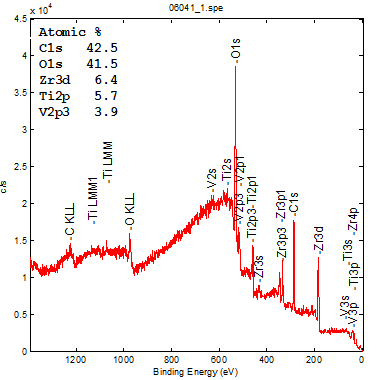 06041_1.spe
x 10^4
4.5
4
3.5
3
2.5
2
1.5
1
0.5
0
c/s
Atomic %
C1s 42.5
O1s 41.5
Zr3d 6.4
Ti2p 5.7
V2p3 3.9
-C KLL
-Ti LMM1
-Ti LMM
-O KLL
-V2s
-Ti2s
-O1s
-V2p3
-V2p1
-Ti2p3
-Ti2p1
-Zr3s
-Zr3p3
-Zr3p1
-C1s
-Zr3d
-V3s
-Ti3s
-V3p
-Ti3p
-Zr4p
1200 1000 800 600 400 200 0
Binding Energy (eV)